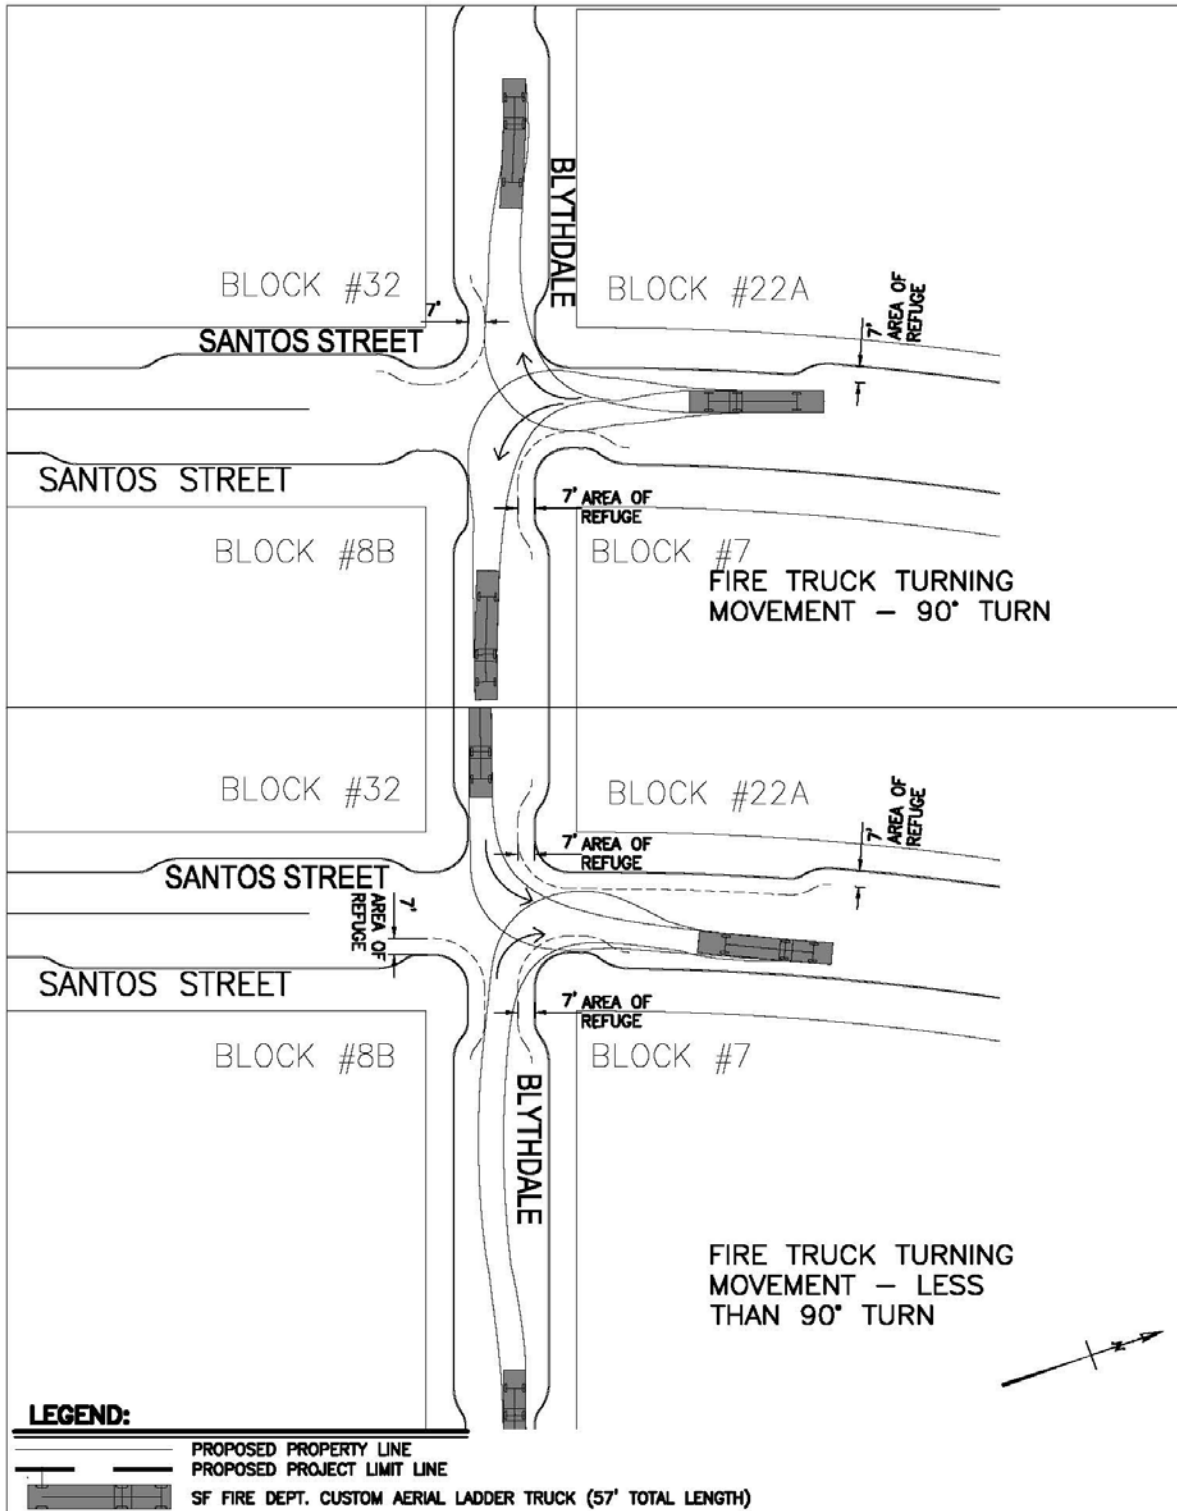 BLYTHDALE
BLOCK #32
BLOCK #22A
7'
7'
AREA OF
REFUGE
SANTOS STREET
SANTOS STREET
7' AREA OF
REFUGE
BLOCK #8B
BLOCK #7
FIRE TRUCK TURNING
MOVEMENT – 90° TURN
BLOCK #32
BLOCK #22A
7'
AREA OF
REFUGE
7' AREA OF
REFUGE
SANTOS STREET
7'
AREA OF
REFUGE
SANTOS STREET
7' AREA OF
REFUGE
BLOCK #8B
BLOCK #7
BLYTHDALE
FIRE TRUCK TURNING
MOVEMENT – LESS
THAN 90° TURN
N
LEGEND:
PROPOSED PROPERTY LINE
PROPOSED PROJECT LIMIT LINE
SF FIRE DEPT. CUSTOM AERIAL LADDER TRUCK (57' TOTAL LENGTH)